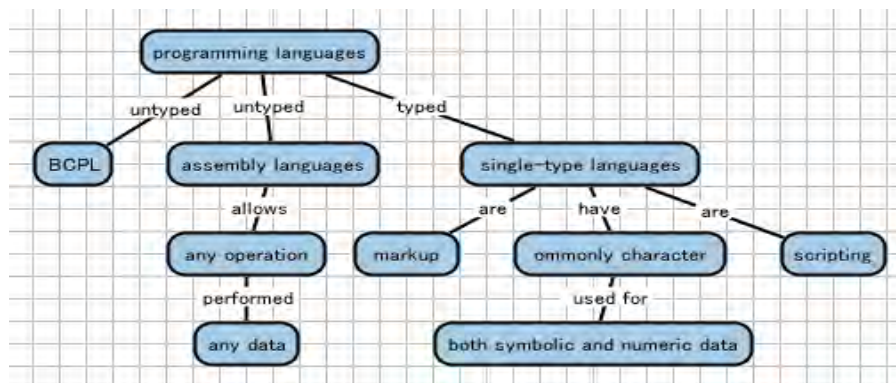 programming languages
untyped
untyped
typed
BCPL
assembly languages
single-type languages
allows
are
have
are
any operation
markup
ommonly character
scripting
performed
used for
any data
both symbolic and numeric data